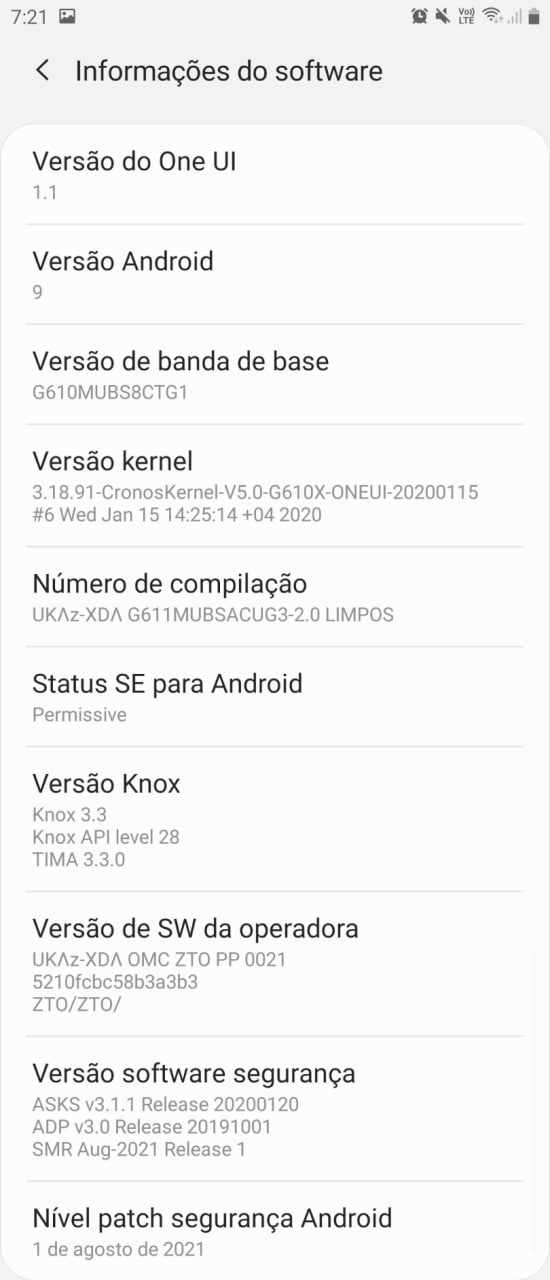 7:21
Vo))
LTE
Informações do software
Versão do One UI
1.1
Versão Android
9
Versão de banda de base
G610MUBS8CTG1
Versão kernel
3.18.91-CronosKernel-V5.0-G610X-ONEUI-20200115
#6 Wed Jan 15 14:25:14 +04 2020
Número de compilação
UKΛz-XDΛ G611MUBSACUG3-2.0 LIMPOS
Status SE para Android
Permissive
Versão Knox
Knox 3.3
Knox API level 28
TIMA 3.3.0
Versão de SW da operadora
UKΛz-XDΛ OMC ZTO PP 0021
5210fcbc58b3a3b3
ZTO/ZTO/
Versão software segurança
ASKS v3.1.1 Release 20200120
ADP v3.0 Release 20191001
SMR Aug-2021 Release 1
Nível patch segurança Android
1 de agosto de 2021